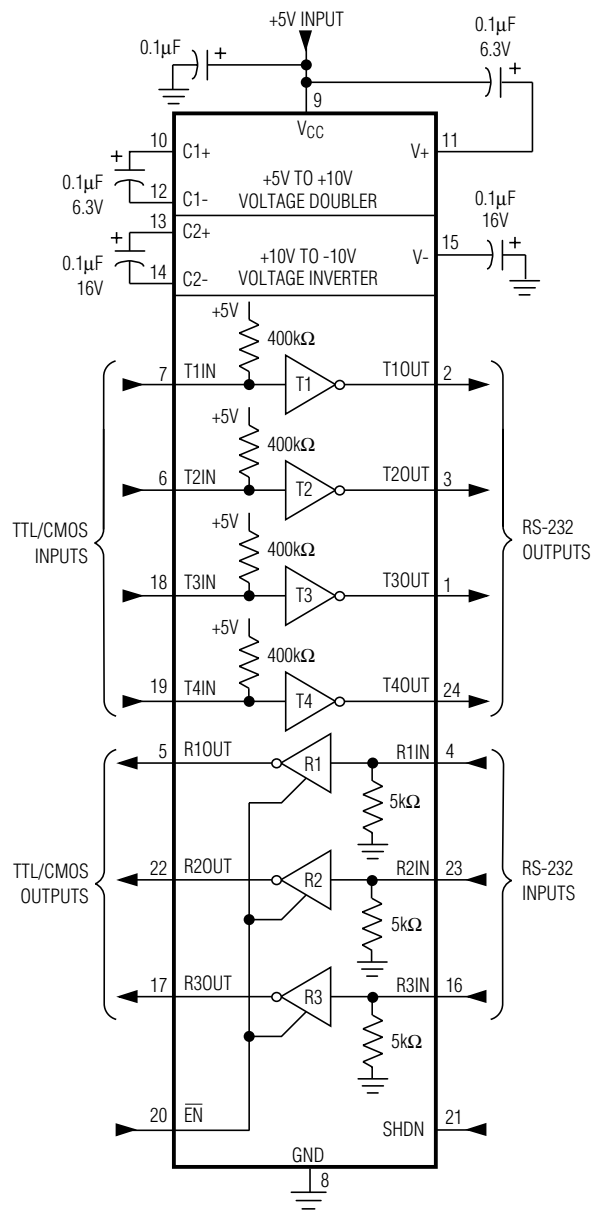 +5V INPUT
0.1µF
0.1µF
6.3V
9
VCC
10
C1+
V+
11
0.1µF
6.3V
+5V TO +10V
VOLTAGE DOUBLER
12
C1-
13
C2+
0.1µF
16V
+10V TO -10V
VOLTAGE INVERTER
V-
15
0.1µF
16V
14
C2-
+5V
400kΩ
7
T1IN
T1
T1OUT
2
+5V
400kΩ
6
T2IN
T2
T2OUT
3
TTL/CMOS
INPUTS
RS-232
OUTPUTS
+5V
400kΩ
18
T3IN
T3
T3OUT
1
+5V
400kΩ
19
T4IN
T4
T4OUT
24
5
R1OUT
R1
R1IN
4
5kΩ
TTL/CMOS
OUTPUTS
22
R2OUT
R2
R2IN
23
RS-232
INPUTS
5kΩ
17
R3OUT
R3
R3IN
16
5kΩ
20
EN
SHDN
21
GND
8
+
+
+
+
+